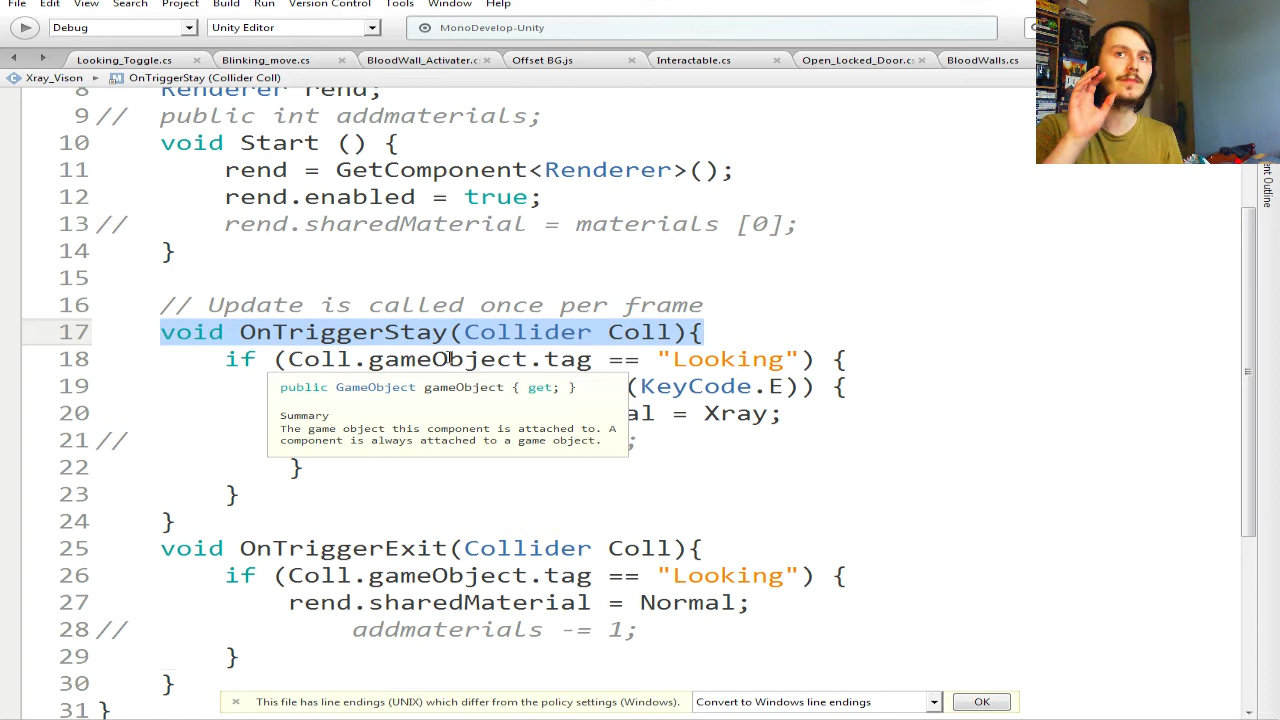 File Edit View Search Project Build Run Version Control Tools Window Help
Debug Unity Editor MonoDevelop-Unity
Looking_Toggle.cs Blinking_move.cs BloodWall_Activater.c Offset BG.js Interactable.cs Open_Locked_Door.c BloodWalls.cs
Xray_Vison OnTriggerStay (Collider Coll)
8 Renderer rend;
9 // public int addmaterials;
10 void Start () {
11 rend = GetComponent<Renderer>();
12 rend.enabled = true;
13 // rend.sharedMaterial = materials [0];
14 }
15
16 // Update is called once per frame
17 void OnTriggerStay(Collider Coll){
18 if (Coll.gameObject.tag == "Looking") {
19 (KeyCode.E)) {
public GameObject gameObject { get; }
20 al = Xray;
Summary
The game object this component is attached to. A
21 // ;
component is always attached to a game object.
22 }
23 }
24 }
25 void OnTriggerExit(Collider Coll){
26 if (Coll.gameObject.tag == "Looking") {
27 rend.sharedMaterial = Normal;
28 // addmaterials -= 1;
29 }
30 }
31 }
This file has line endings (UNIX) which differ from the policy settings (Windows). Convert to Windows line endings OK
ent Outline